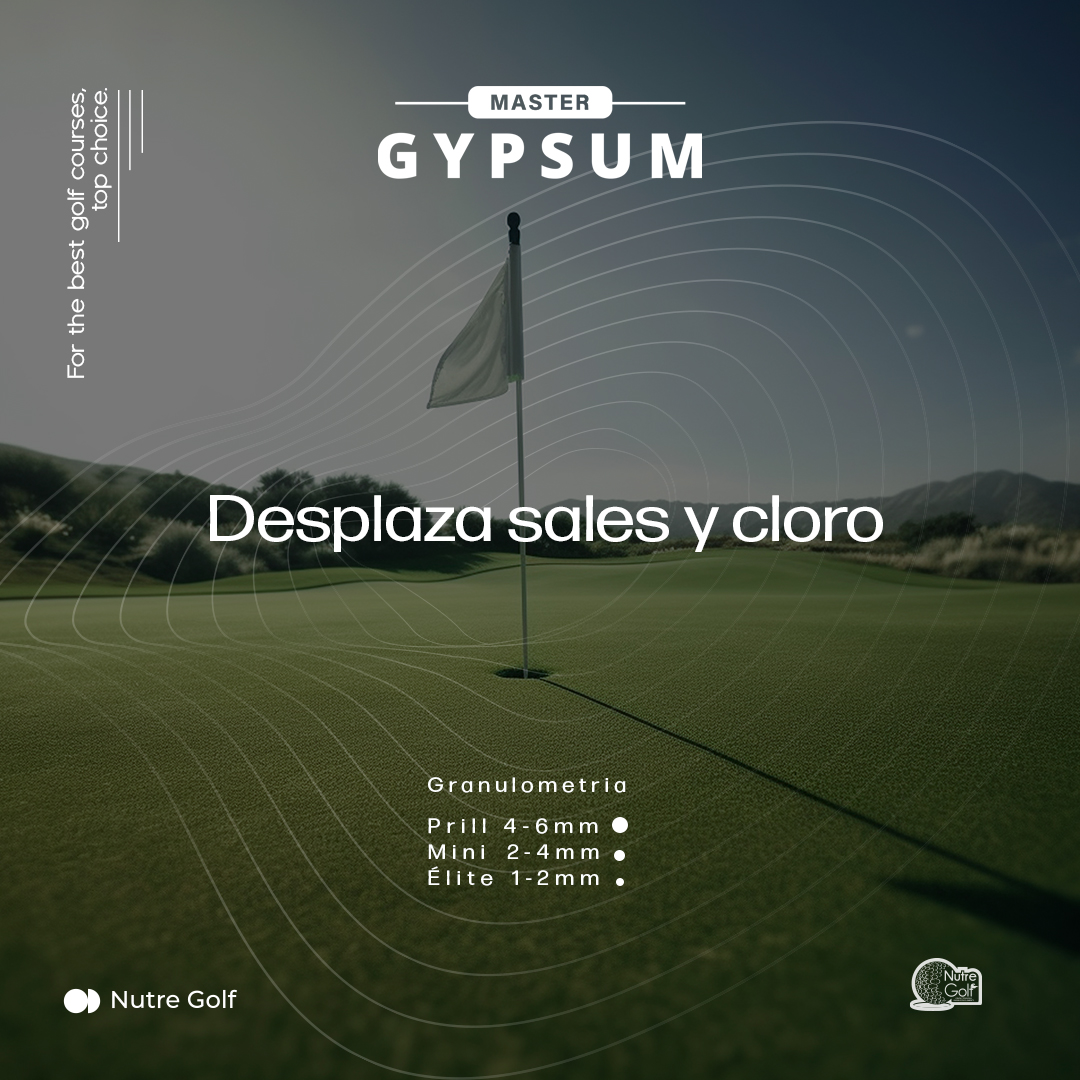 For the best golf courses,
top choice.
MASTER
GYPSUM
Desplaza sales y cloro
Granulometria
Prill 4-6mm
Mini 2-4mm
Élite 1-2mm
Nutre Golf
Nutre
Golf